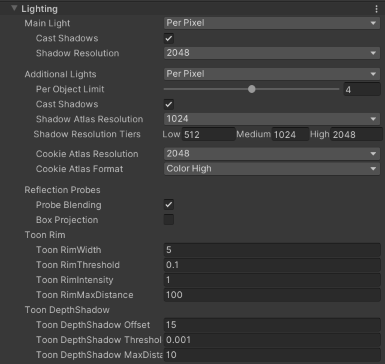 Lighting
Main Light Per Pixel
Cast Shadows
Shadow Resolution 2048
Additional Lights Per Pixel
Per Object Limit 4
Cast Shadows
Shadow Atlas Resolution 1024
Shadow Resolution Tiers Low 512 Medium 1024 High 2048
Cookie Atlas Resolution 2048
Cookie Atlas Format Color High
Reflection Probes
Probe Blending
Box Projection
Toon Rim
Toon RimWidth 5
Toon RimThreshold 0.1
Toon RimIntensity 1
Toon RimMaxDistance 100
Toon DepthShadow
Toon DepthShadow Offset 15
Toon DepthShadow Threshol 0.001
Toon DepthShadow MaxDista 10